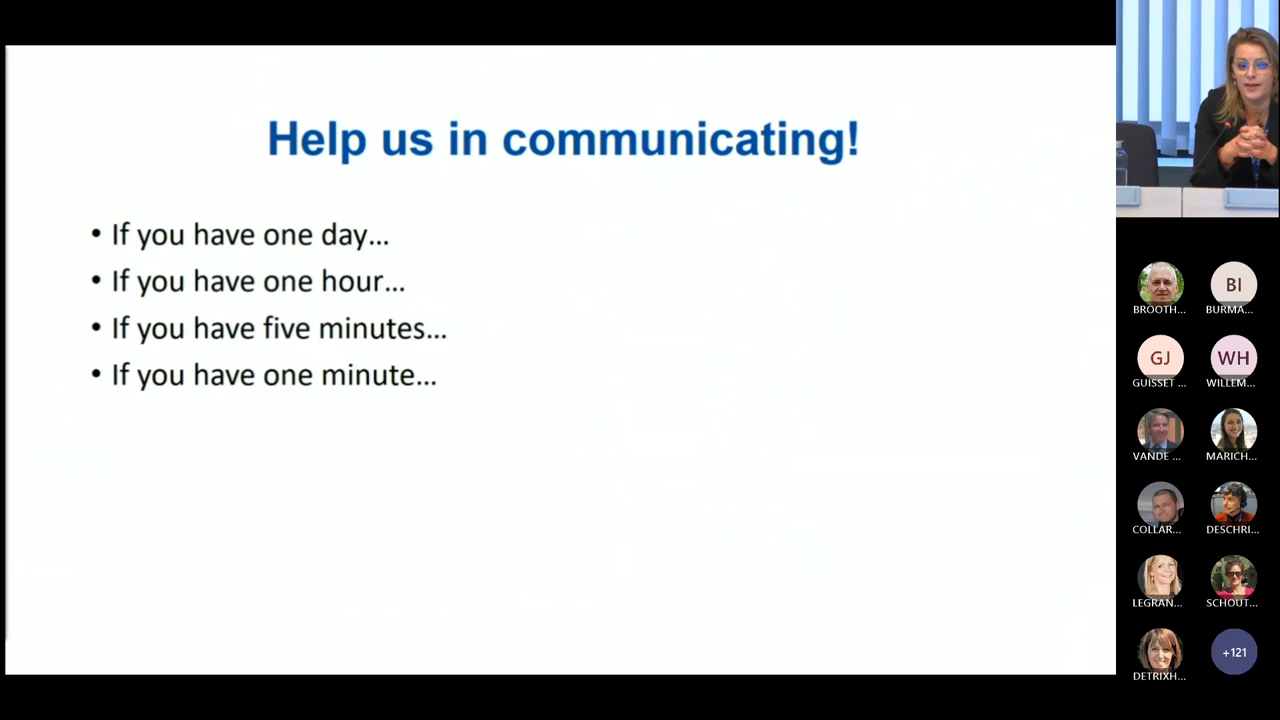 Help us in communicating!
• If you have one day...
• If you have one hour...
• If you have five minutes...
• If you have one minute...
BROOTH...
BI
BURMA...
GJ
GUISSET ...
WH
WILLEM...
VANDE ...
MARICH...
COLLAR...
DESCHRI...
LEGRAN...
SCHOUT...
DETRIXH...
+121